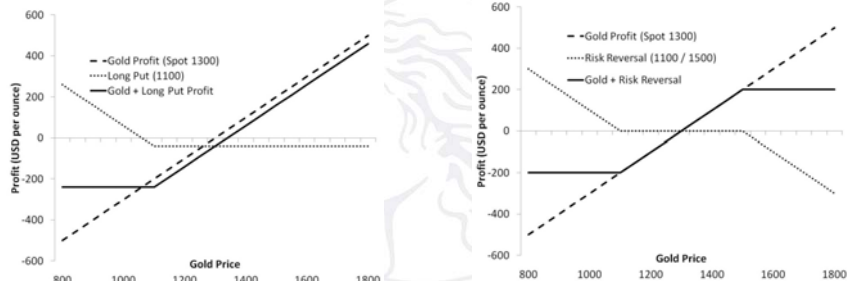 600
400
200
0
-200
-400
-600
Profit (USD per ounce)
Gold Profit (Spot 1300)
Long Put (1100)
Gold + Long Put Profit
Gold Price
800 1000 1200 1400 1600 1800
600
400
200
0
-200
-400
-600
Profit (USD per ounce)
Gold Profit (Spot 1300)
Risk Reversal (1100 / 1500)
Gold + Risk Reversal
Gold Price
800 1000 1200 1400 1600 1800